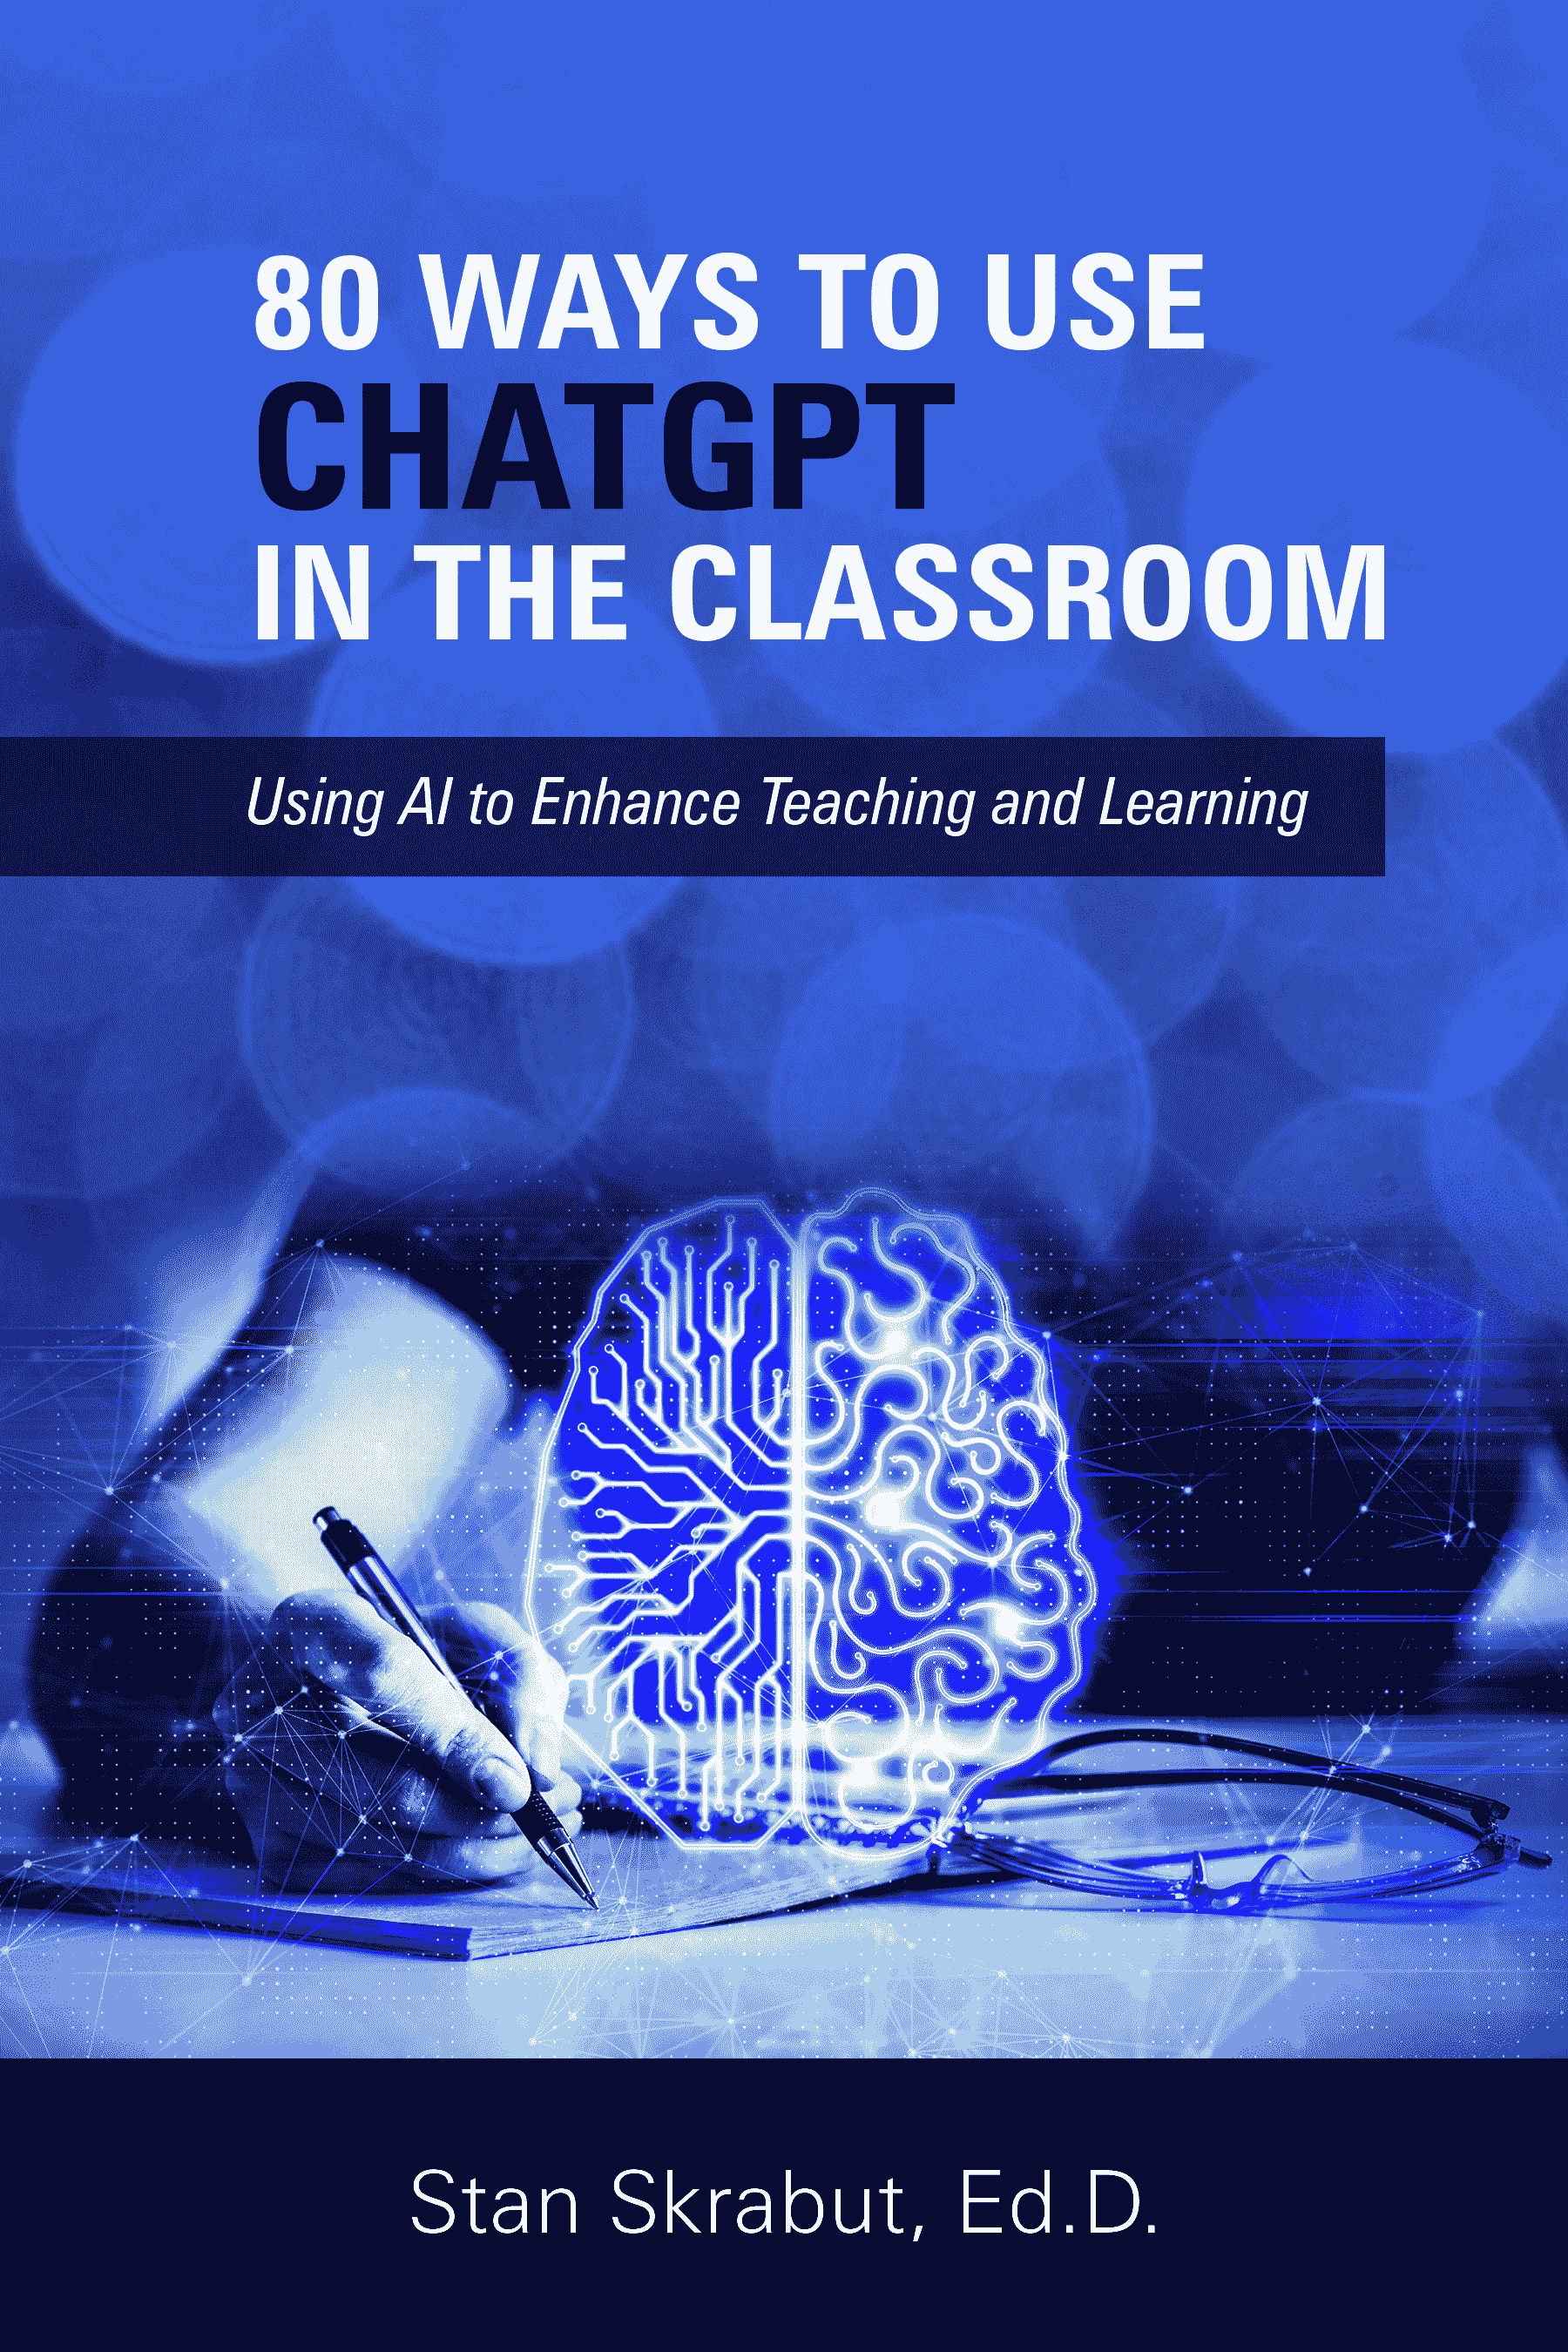 80 WAYS TO USE
CHATGPT
IN THE CLASSROOM
Using AI to Enhance Teaching and Learning
Stan Skrabut, Ed.D.